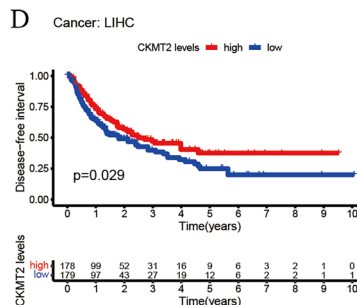 D
Cancer: LIHC
CKMT2 levels high low
Disease-free interval
1.00
0.75
0.50
0.25
0.00
p=0.029
0 1 2 3 4 5 6 7 8 9 10
Time(years)
CKMT2 levels
high 178 99 52 31 16 9 6 3 2 1 0
low 179 97 43 27 19 12 6 2 2 1 1
0 1 2 3 4 5 6 7 8 9 10
Time(years)